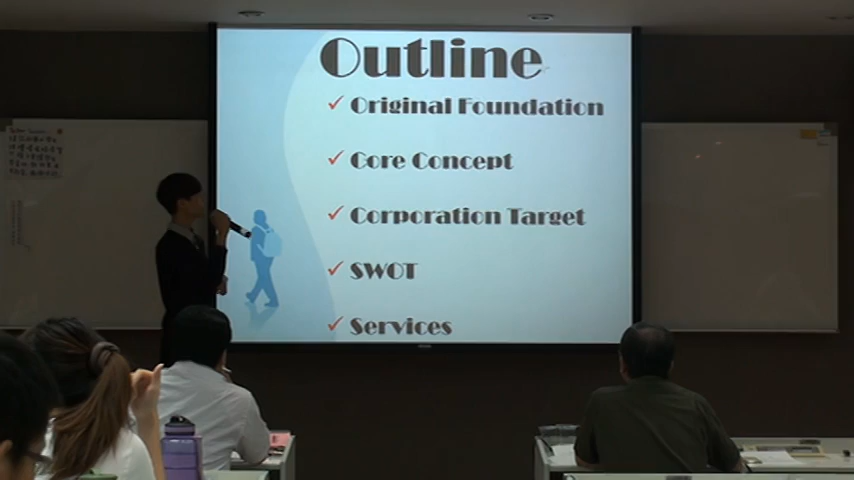 Outline
Original Foundation
Core Concept
Corporation Target
SWOT
Services